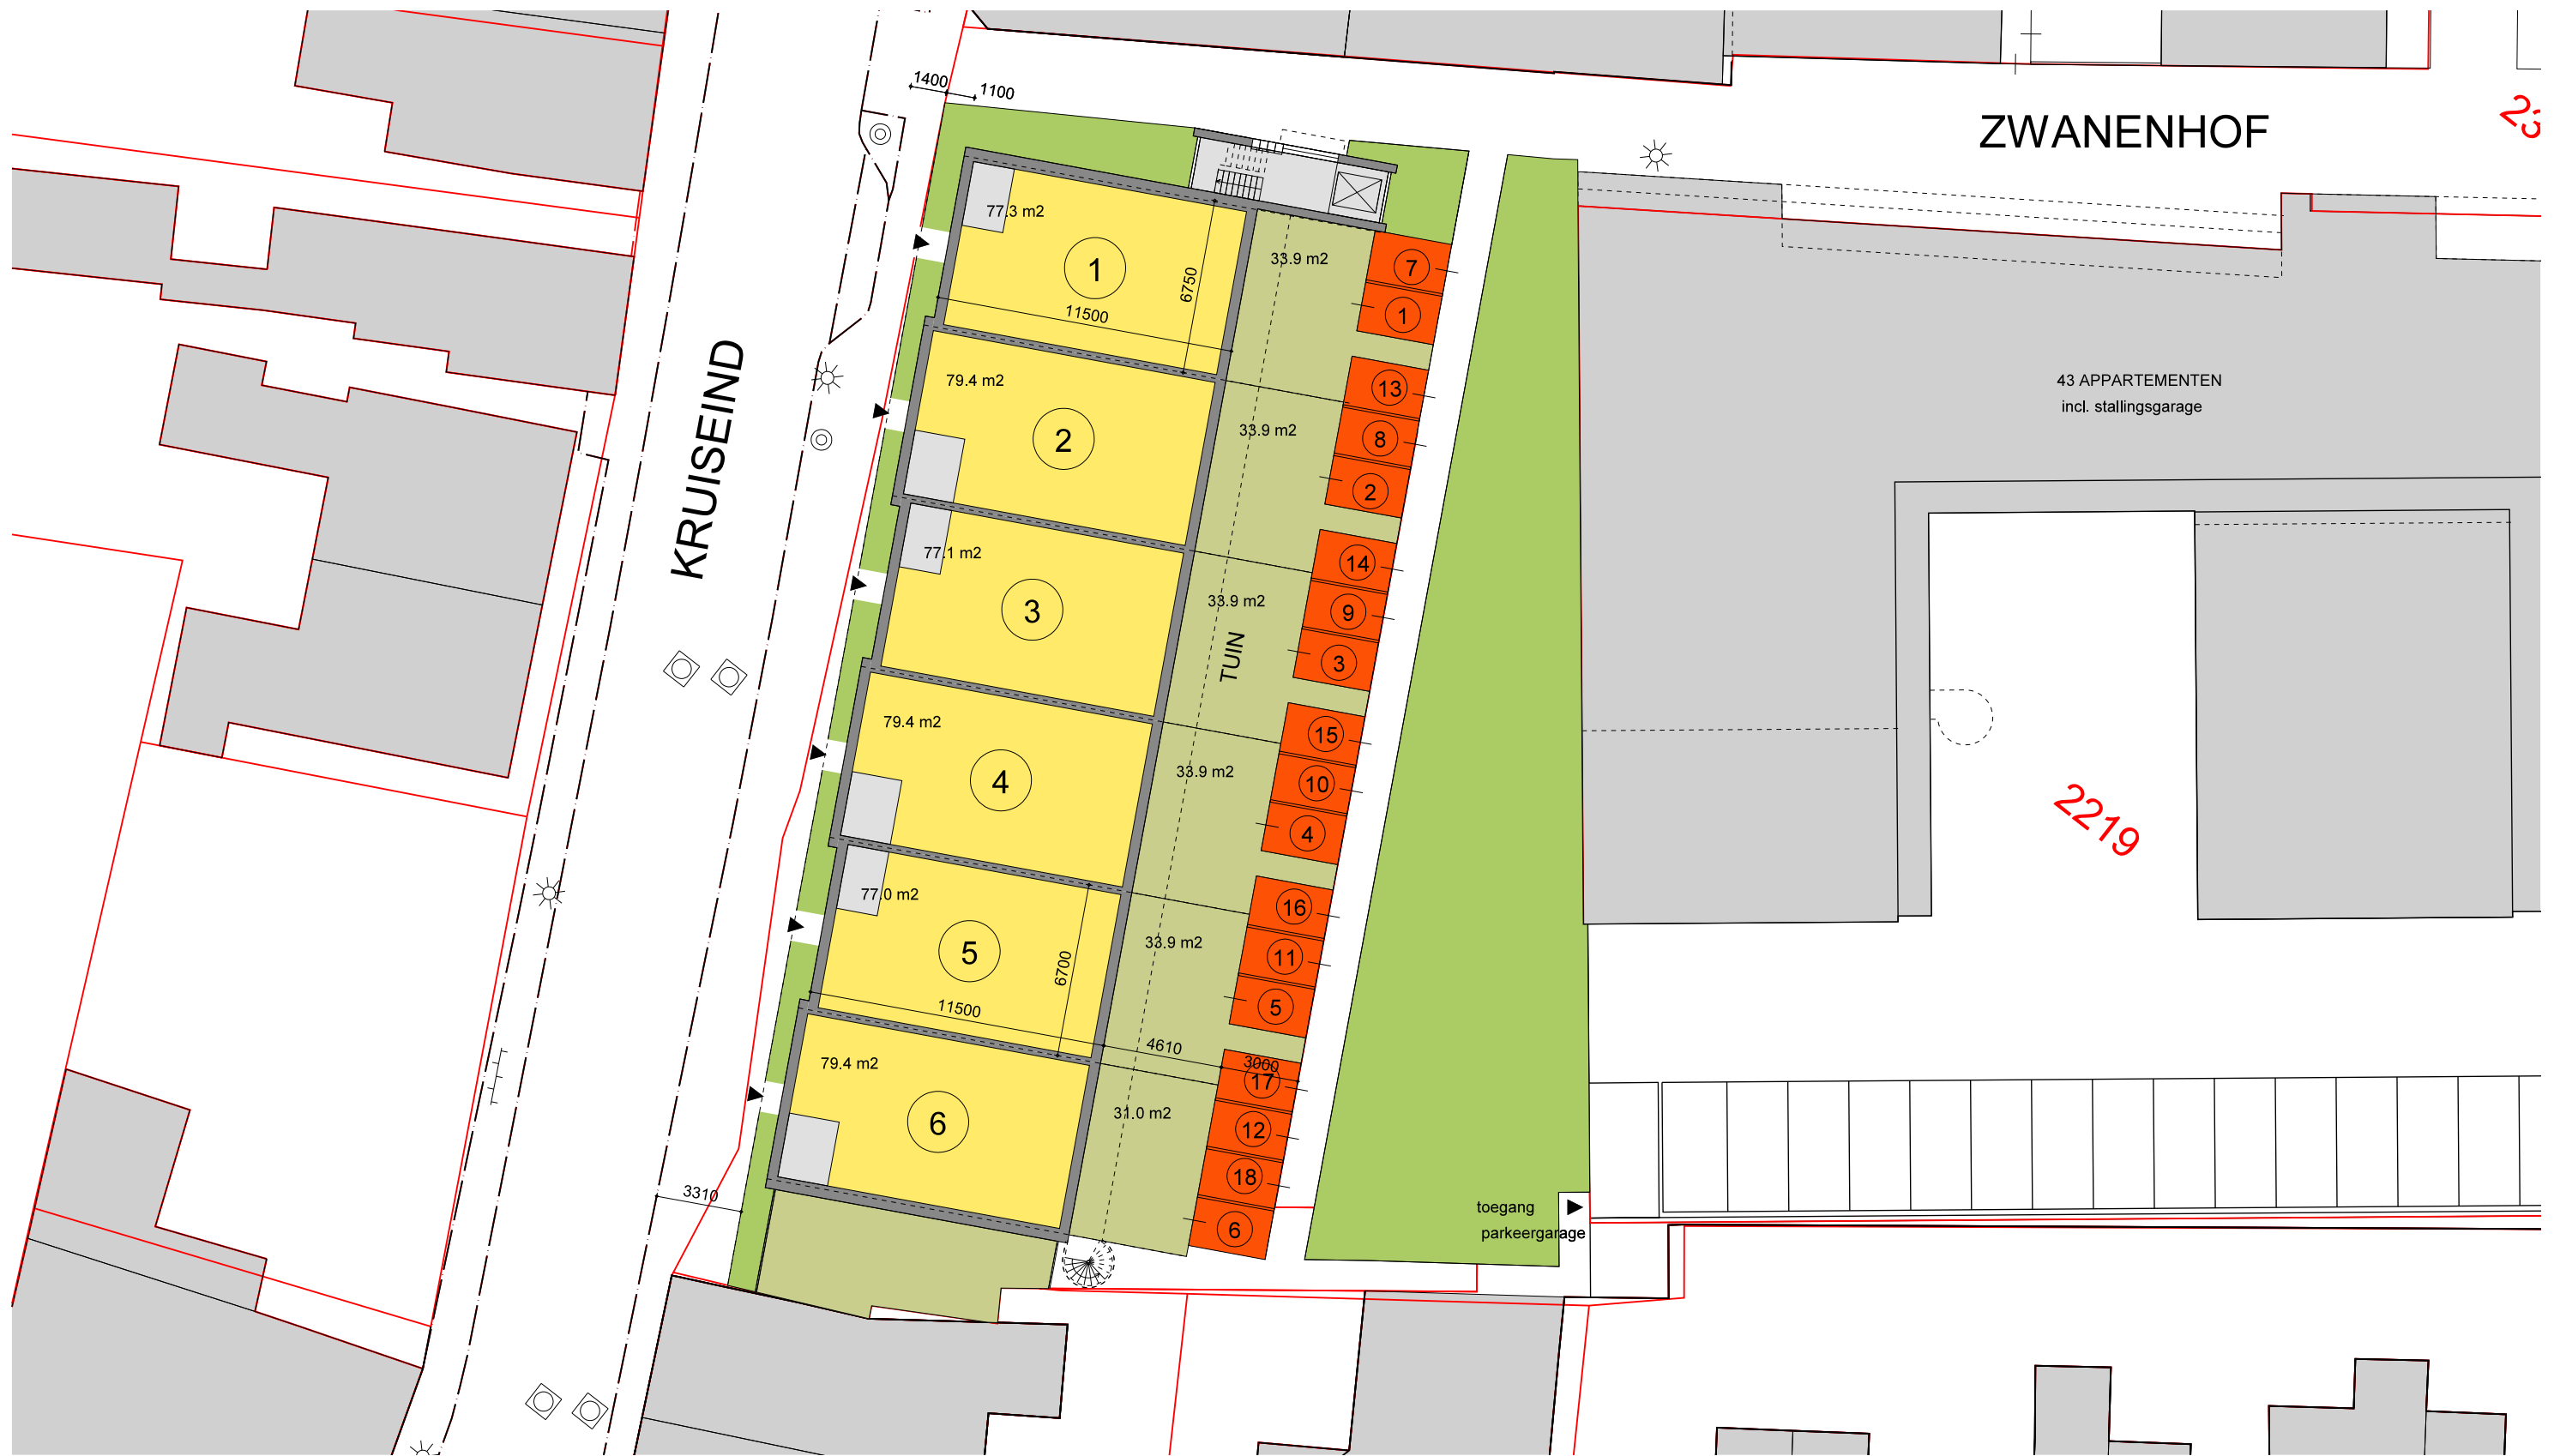 1400
1100
ZWANENHOF
23
77.3 m2
1
6750
11500
33.9 m2
7
1
KRUISEIND
79.4 m2
2
33.9 m2
13
8
2
43 APPARTEMENTEN
incl. stallingsgarage
77.1 m2
3
33.9 m2
TUIN
14
9
3
79.4 m2
4
33.9 m2
15
10
4
2219
77.0 m2
5
6700
11500
33.9 m2
16
11
5
4610
3000
79.4 m2
6
31.0 m2
17
12
18
6
3310
toegang
parkeergarage